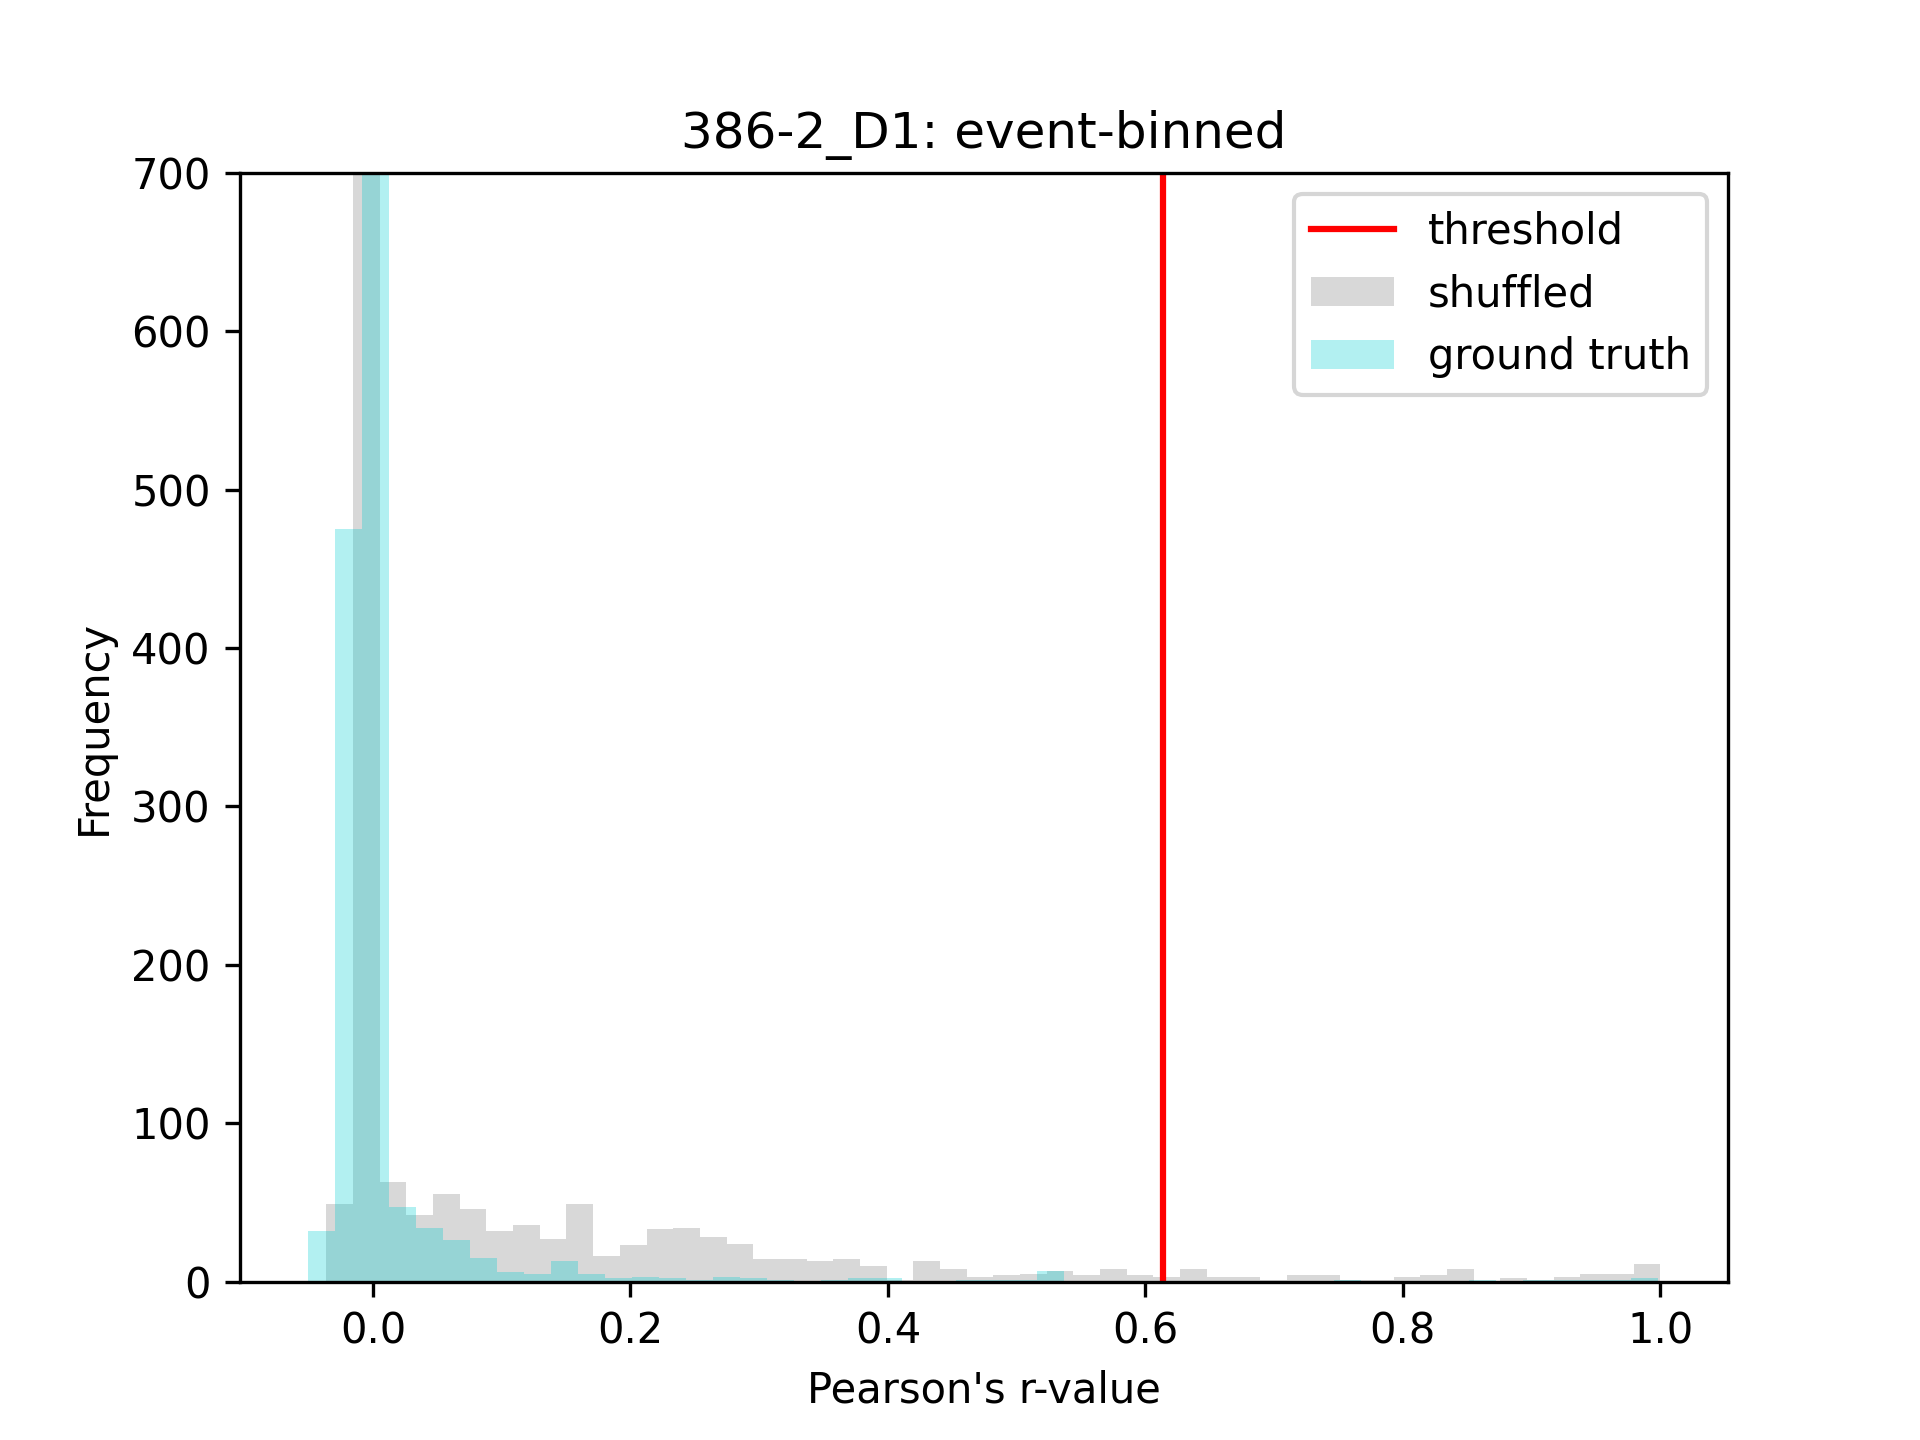 386-2_D1: event-binned
threshold
shuffled
ground truth
700
600
500
400
300
200
100
0
Frequency
0.0 0.2 0.4 0.6 0.8 1.0
Pearson's r-value